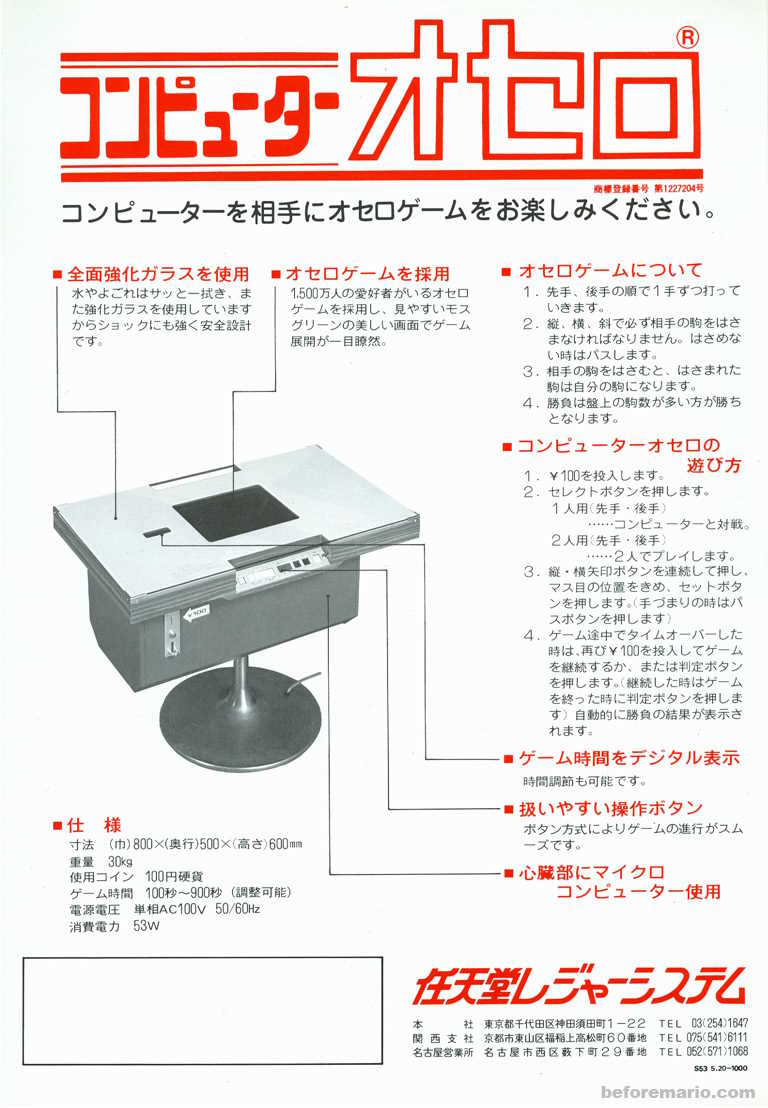 コンピューターオセロ®
商標登録番号 第1227204号
コンピューターを相手にオセロゲームをお楽しみください。
■全面強化ガラスを使用
水やよごれはサッと一拭き、ま
た強化ガラスを使用しています
からショックにも強く安全設計
です。
■オセロゲームを採用
1,500万人の愛好者がいるオセロ
ゲームを採用し、見やすいモス
グリーンの美しい画面でゲーム
展開が一目瞭然。
■オセロゲームについて
1．先手、後手の順で1手ずつ打って
いきます。
2．縦、横、斜で必ず相手の駒をはさ
まなければなりません。はさめな
い時はパスします。
3．相手の駒をはさむと、はさまれた
駒は自分の駒になります。
4．勝負は盤上の駒数が多い方が勝ち
となります。
■コンピューターオセロの
遊び方
1．￥100を投入します。
2．セレクトボタンを押します。
1人用(先手・後手)
……コンピューターと対戦。
2人用(先手・後手)
……2人でプレイします。
3．縦・横矢印ボタンを連続して押し、
マス目の位置をきめ、セットボタ
ンを押します。(手づまりの時はパ
スボタンを押します)
4．ゲーム途中でタイムオーバーした
時は、再び￥100を投入してゲーム
を継続するか、または判定ボタン
を押します。(継続した時はゲーム
を終った時に判定ボタンを押しま
す)自動的に勝負の結果が表示さ
れます。
￥100
■ゲーム時間をデジタル表示
時間調節も可能です。
■扱いやすい操作ボタン
ボタン方式によりゲームの進行がスム
ーズです。
■心臓部にマイクロ
コンピューター使用
■仕様
寸法 (巾)800×(奥行)500×(高さ)600mm
重量 30kg
使用コイン 100円硬貨
ゲーム時間 100秒～900秒(調整可能)
電源電圧 単相AC100V 50/60Hz
消費電力 53W
任天堂レジャーシステム
本社 東京都千代田区神田須田町1－22 TEL 03(254)1647
関西支社 京都市東山区福稲上高松町60番地 TEL 075(541)6111
名古屋営業所 名古屋市西区薮下町29番地 TEL 052(571)1068
S53 5.20-1000
beforemario.com